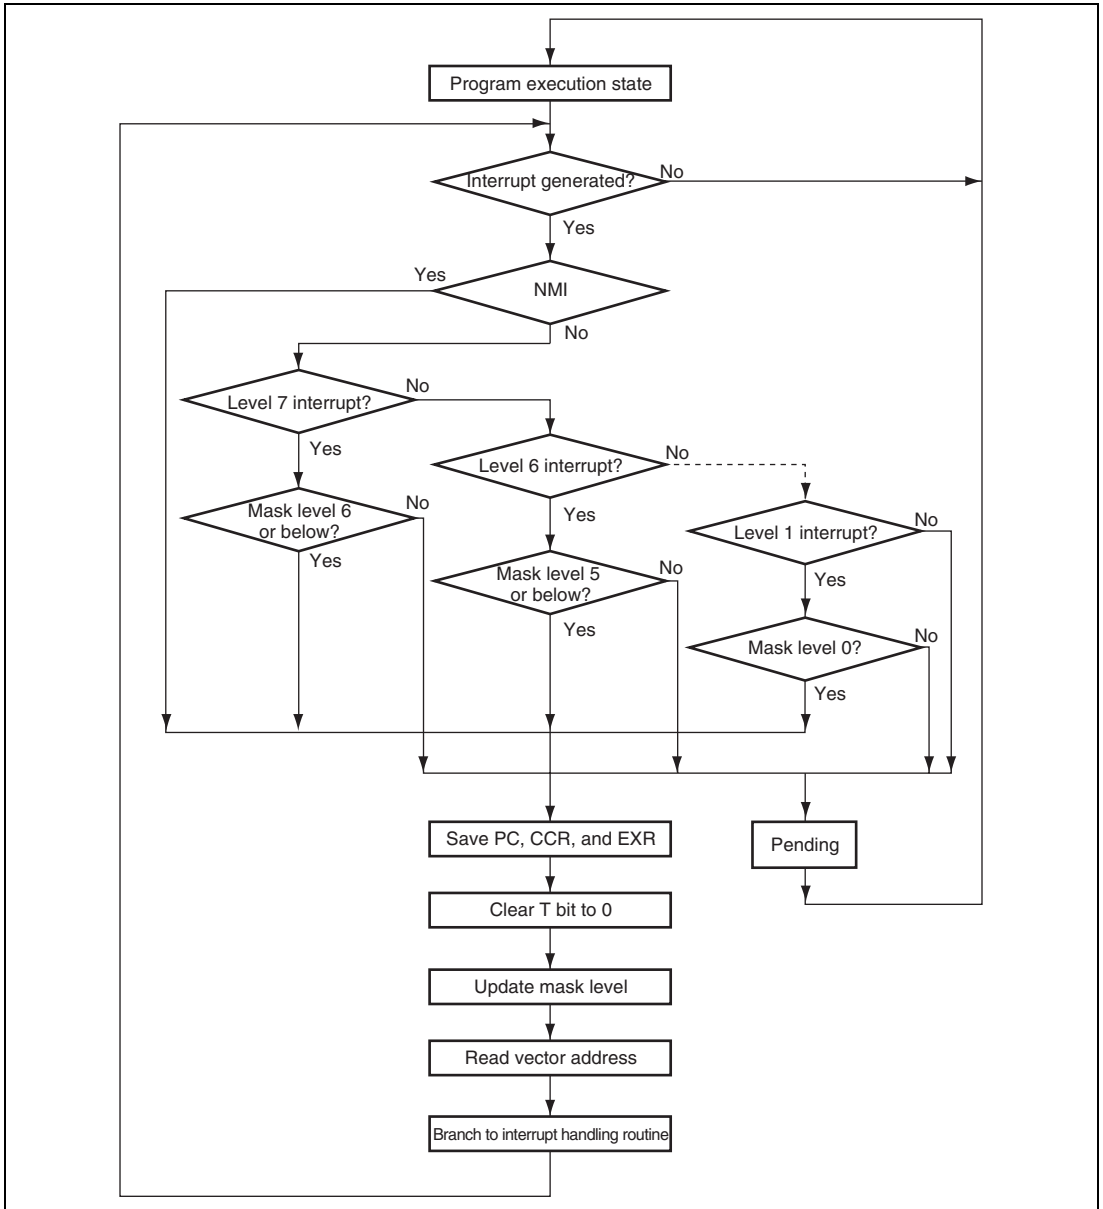 Program execution state
Interrupt generated?
No
Yes
Yes
NMI
No
Level 7 interrupt?
No
Yes
Level 6 interrupt?
No
Mask level 6
or below?
No
Yes
Yes
Level 1 interrupt?
No
Mask level 5
or below?
No
Yes
Yes
Mask level 0?
No
Yes
Save PC, CCR, and EXR
Pending
Clear T bit to 0
Update mask level
Read vector address
Branch to interrupt handling routine